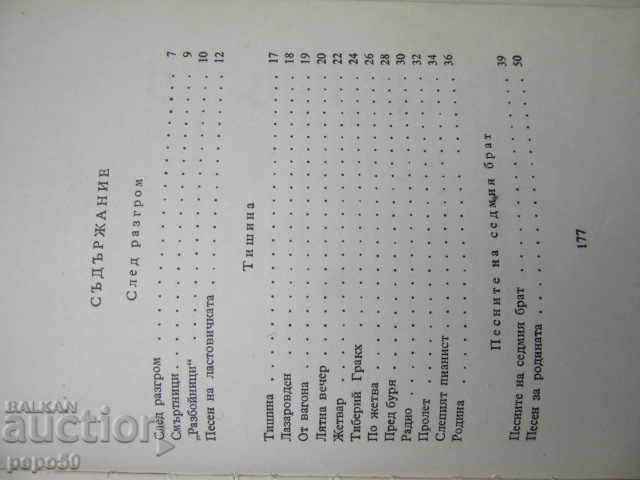 СЪДЪРЖАНИЕ
След разгром
След разгром . . . . . . . . . . . . . . . . 7
Смъртници . . . . . . . . . . . . . . . . 9
„Разбойници“ . . . . . . . . . . . . . . . . 10
Песен на ластовичката . . . . . . . . . . . . 12
Тишина
Тишина . . . . . . . . . . . . . . . . 17
Лазаровден . . . . . . . . . . . . . . . . 18
От вагона . . . . . . . . . . . . . . . . 19
Лятна вечер . . . . . . . . . . . . . . . . 20
Жетвар . . . . . . . . . . . . . . . . 22
Тиберий Гракх . . . . . . . . . . . . . . . . 24
По жетва . . . . . . . . . . . . . . . . 26
Пред буря . . . . . . . . . . . . . . . . 28
Радио . . . . . . . . . . . . . . . . 30
Пролет . . . . . . . . . . . . . . . . 32
Слепият пианист . . . . . . . . . . . . . . . . 34
Родина . . . . . . . . . . . . . . . . 36
Песните на седмия брат
Песните на седмия брат . . . . . . . . . . . . 39
Песен за родината . . . . . . . . . . . . . . . . 50
177
BALKAN
auction
papo50